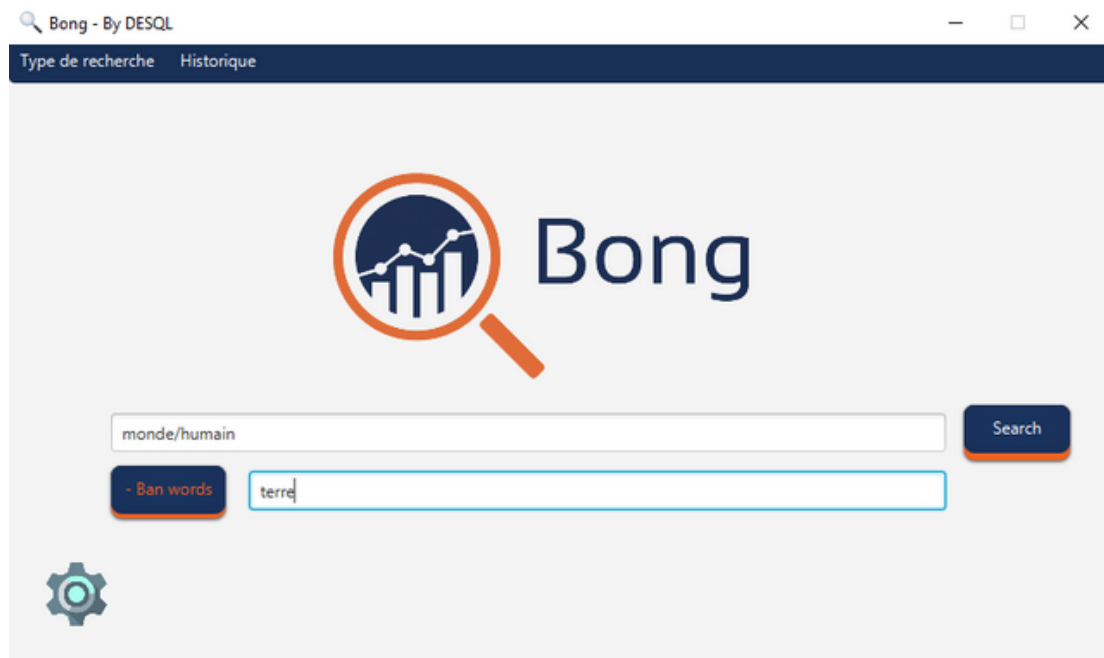 Bong - By DESQL
Type de recherche Historique
Bong
monde/humain
Search
- Ban words
terre